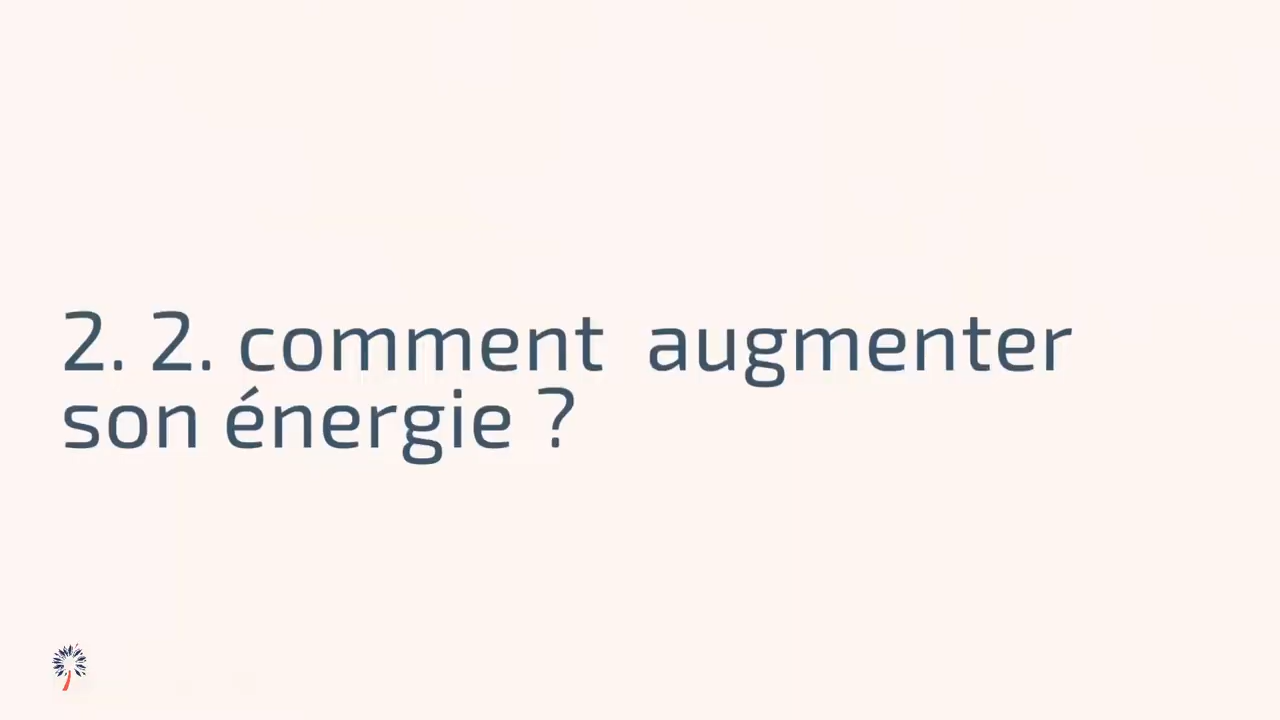 2. 2. comment  augmenter
son énergie ?